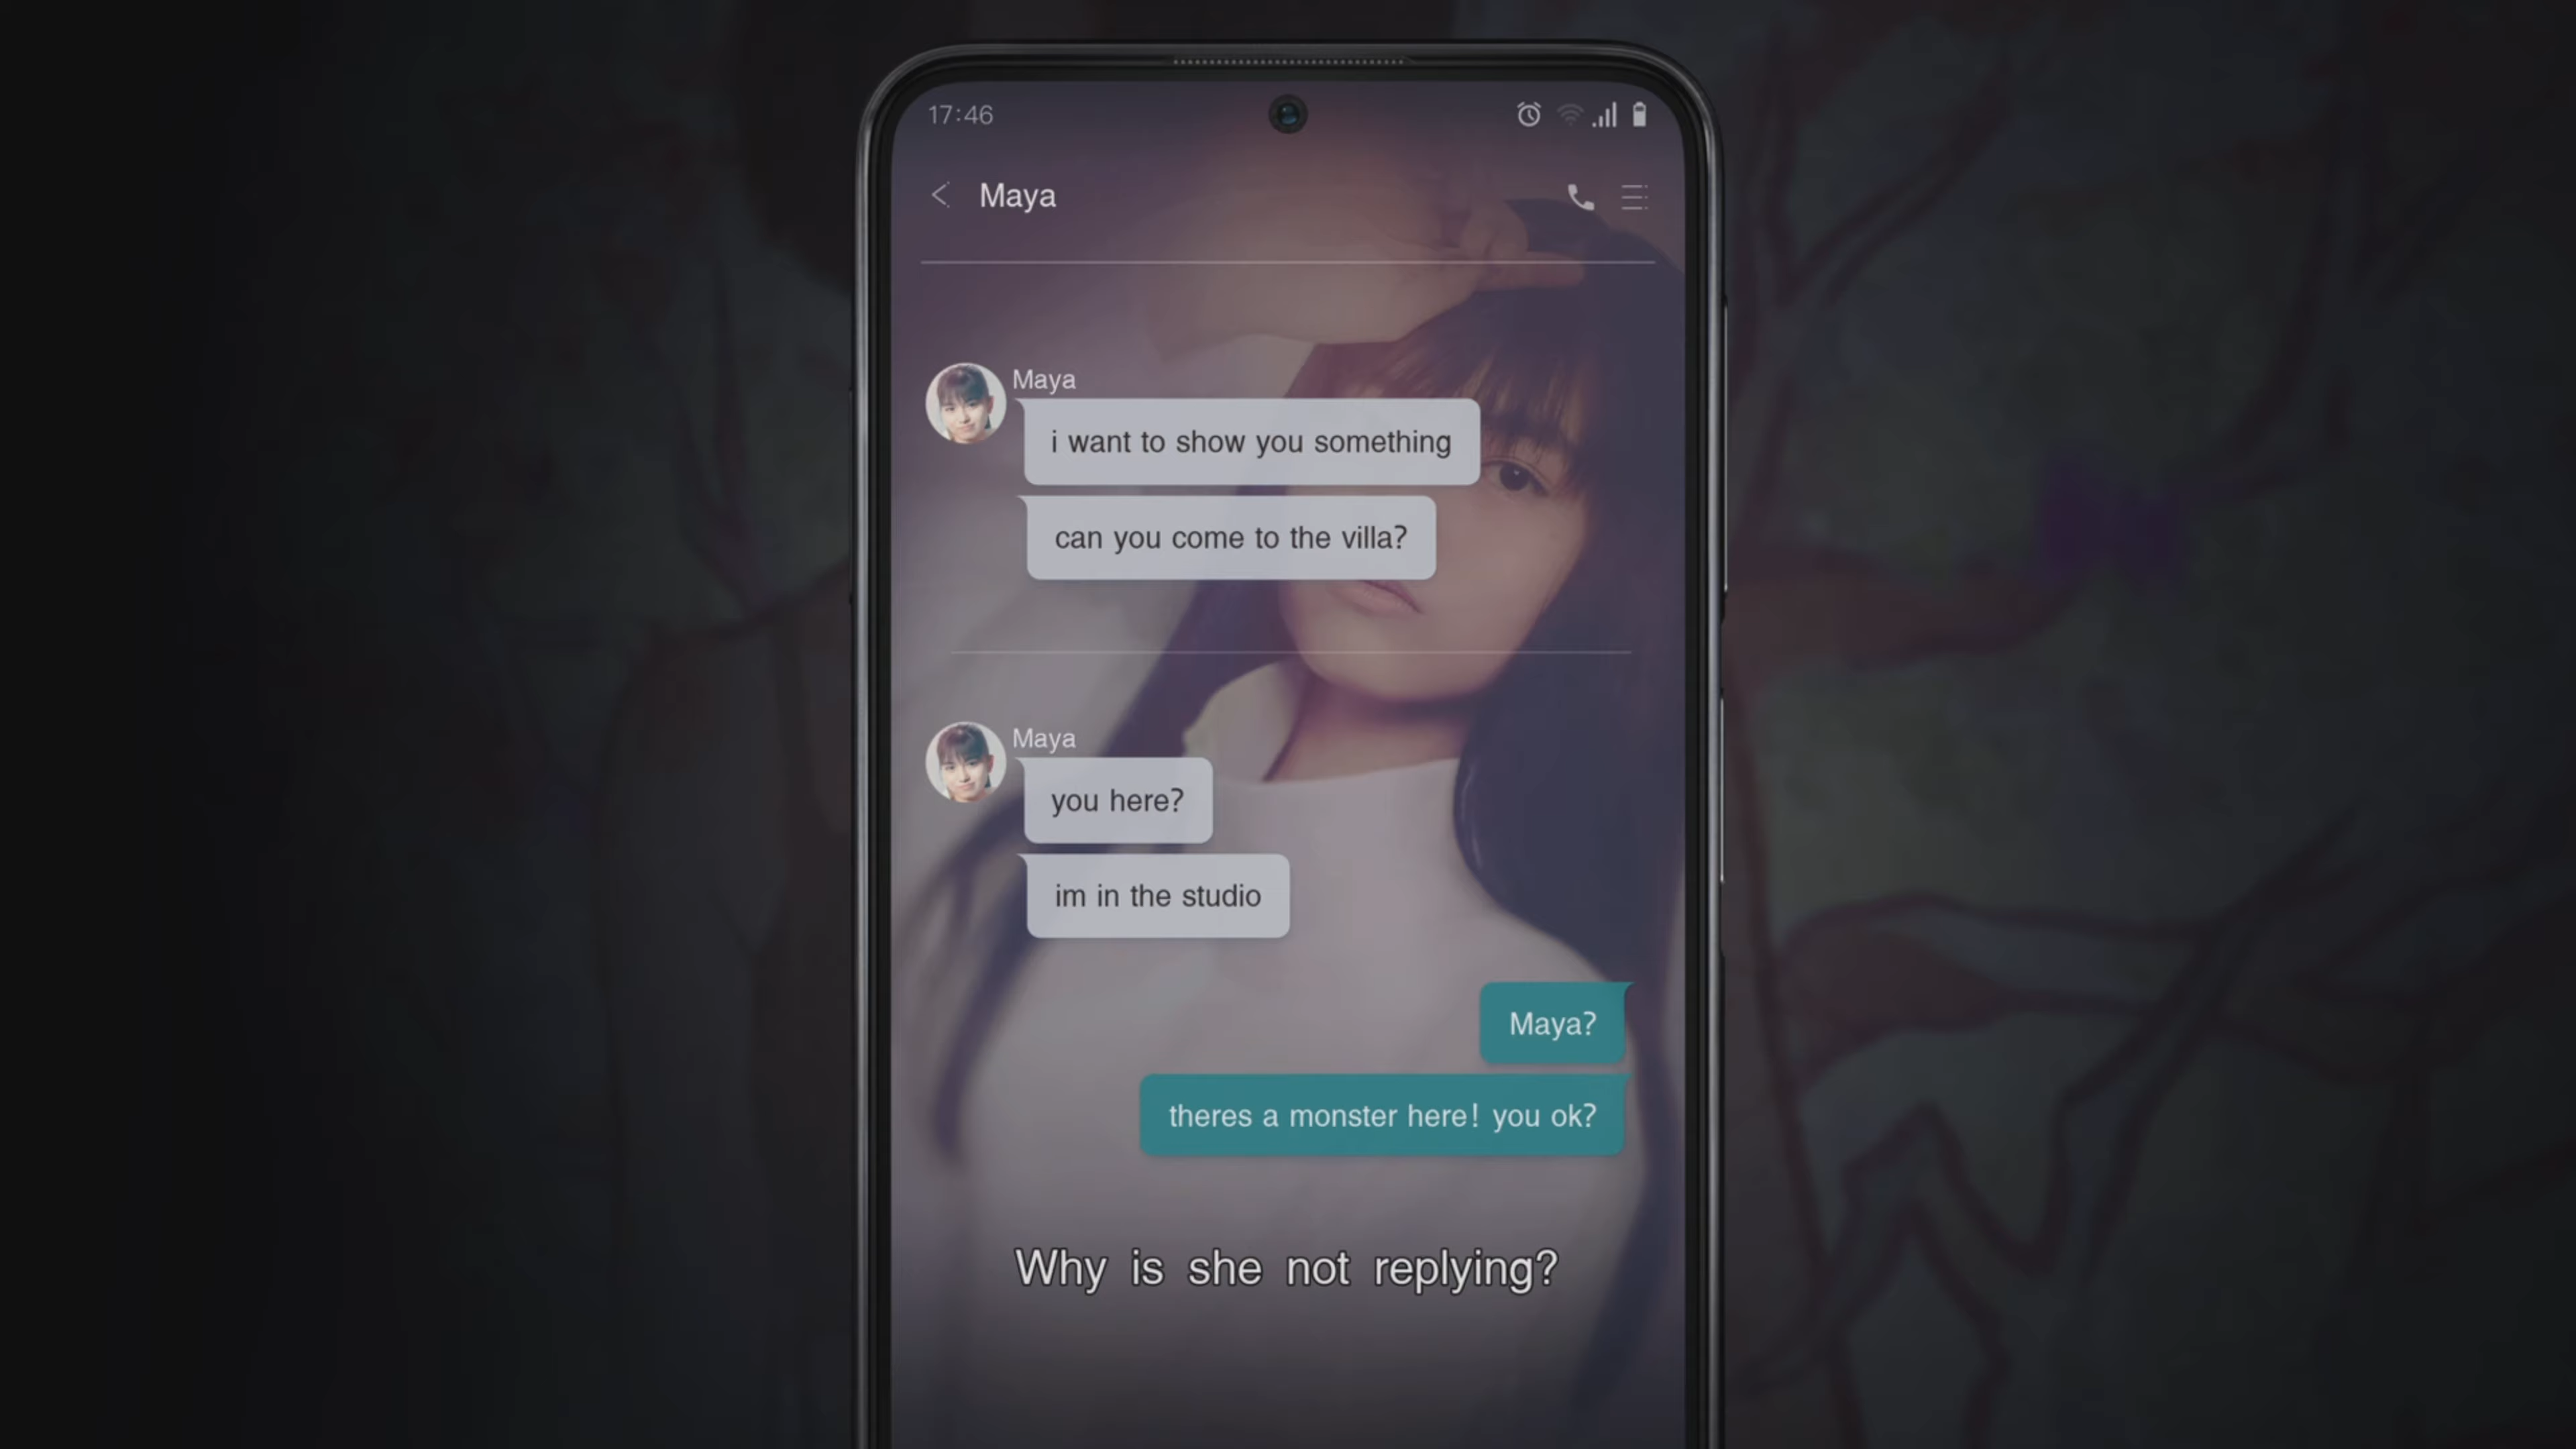 17:46
Maya
Maya
i want to show you something
can you come to the villa?
Maya
you here?
im in the studio
Maya?
theres a monster here! you ok?
Why is she not replying?